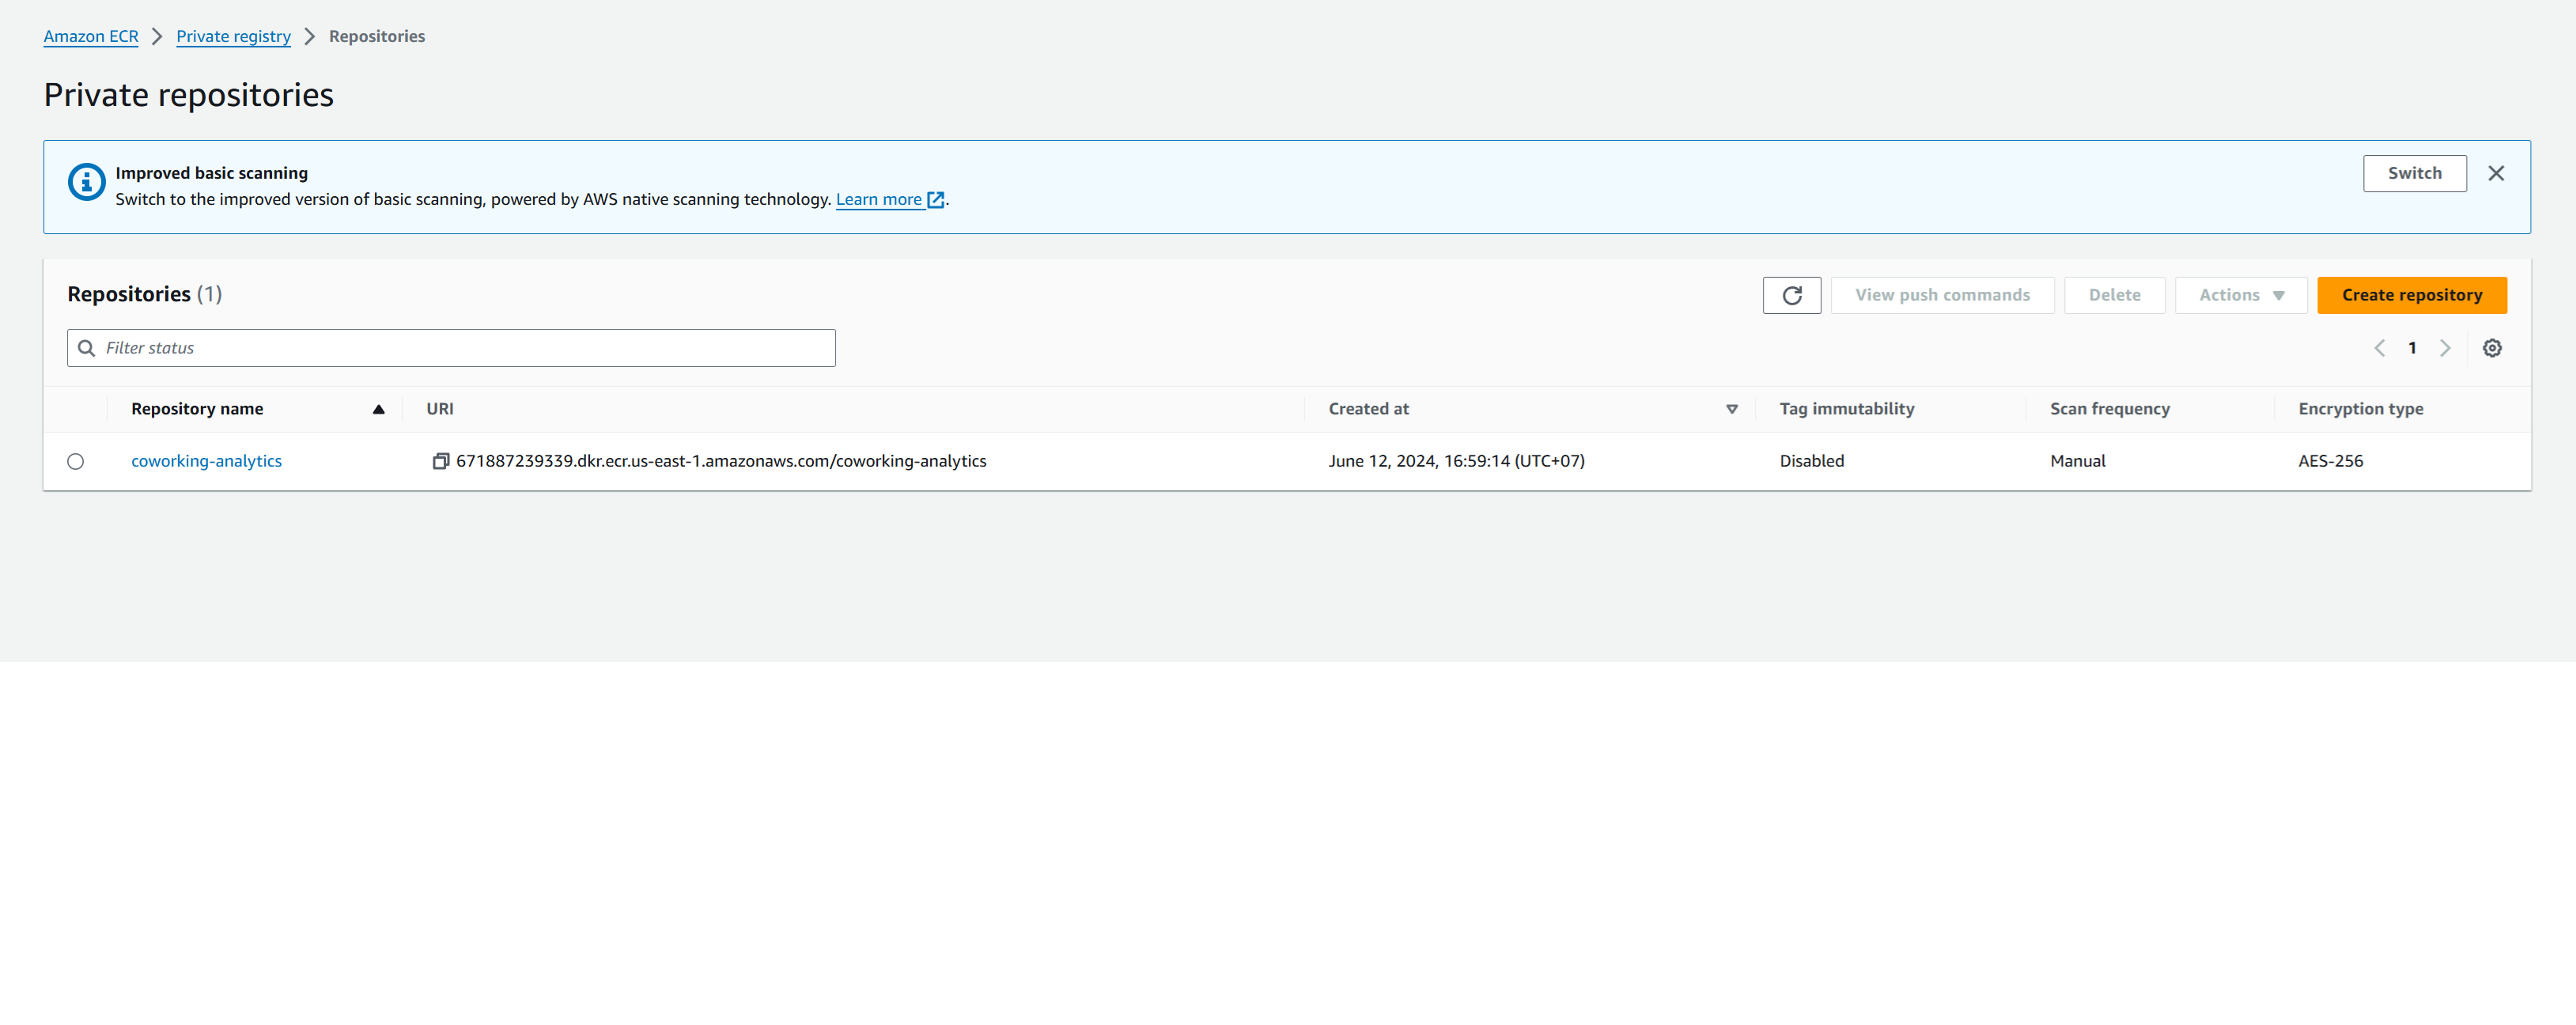 Amazon ECR > Private registry > Repositories
Private repositories
Improved basic scanning
Switch to the improved version of basic scanning, powered by AWS native scanning technology. Learn more.
Switch
Repositories (1)
View push commands Delete Actions Create repository
Filter status
1
Repository name URI Created at Tag immutability Scan frequency Encryption type
coworking-analytics 671887239339.dkr.ecr.us-east-1.amazonaws.com/coworking-analytics June 12, 2024, 16:59:14 (UTC+07) Disabled Manual AES-256